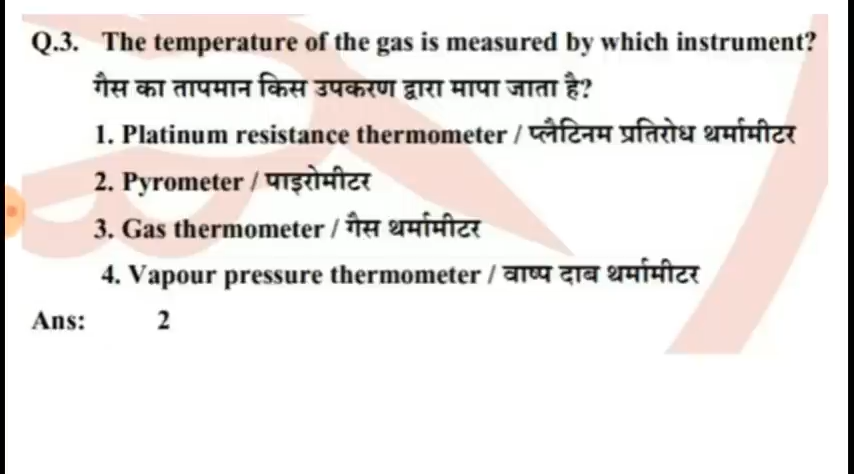 Q.3. The temperature of the gas is measured by which instrument?
गैस का तापमान किस उपकरण द्वारा मापा जाता है?
1. Platinum resistance thermometer / प्लैटिनम प्रतिरोध थर्मामीटर
2. Pyrometer / पाइरोमीटर
3. Gas thermometer / गैस थर्मामीटर
4. Vapour pressure thermometer / वाष्प दाब थर्मामीटर
Ans: 2